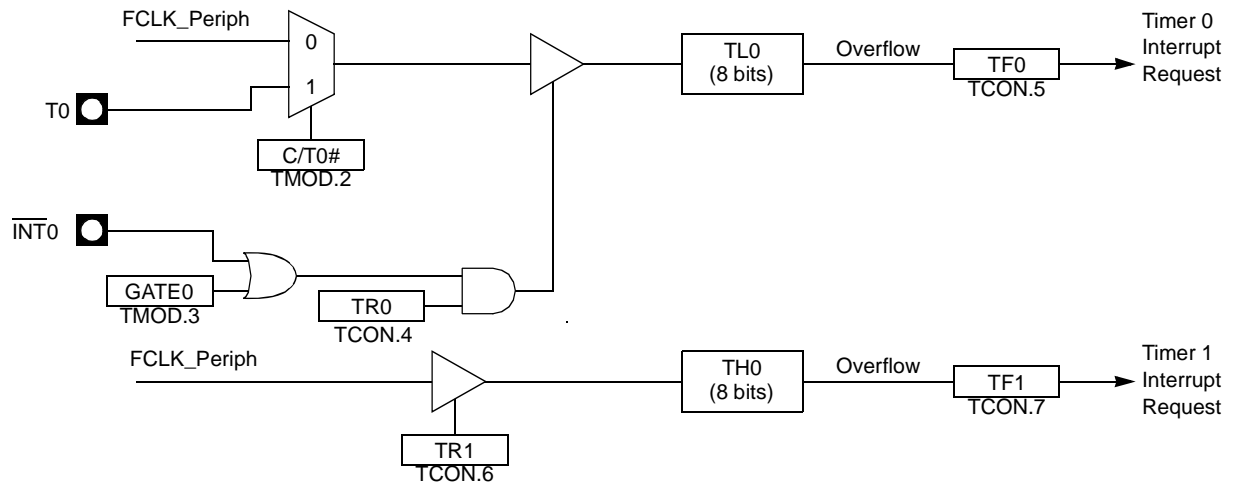 FCLK_Periph
0
1
T0
C/T0#
TMOD.2
TL0
(8 bits)
Overflow
TF0
TCON.5
Timer 0
Interrupt
Request
INT0
GATE0
TMOD.3
TR0
TCON.4
FCLK_Periph
TR1
TCON.6
TH0
(8 bits)
Overflow
TF1
TCON.7
Timer 1
Interrupt
Request